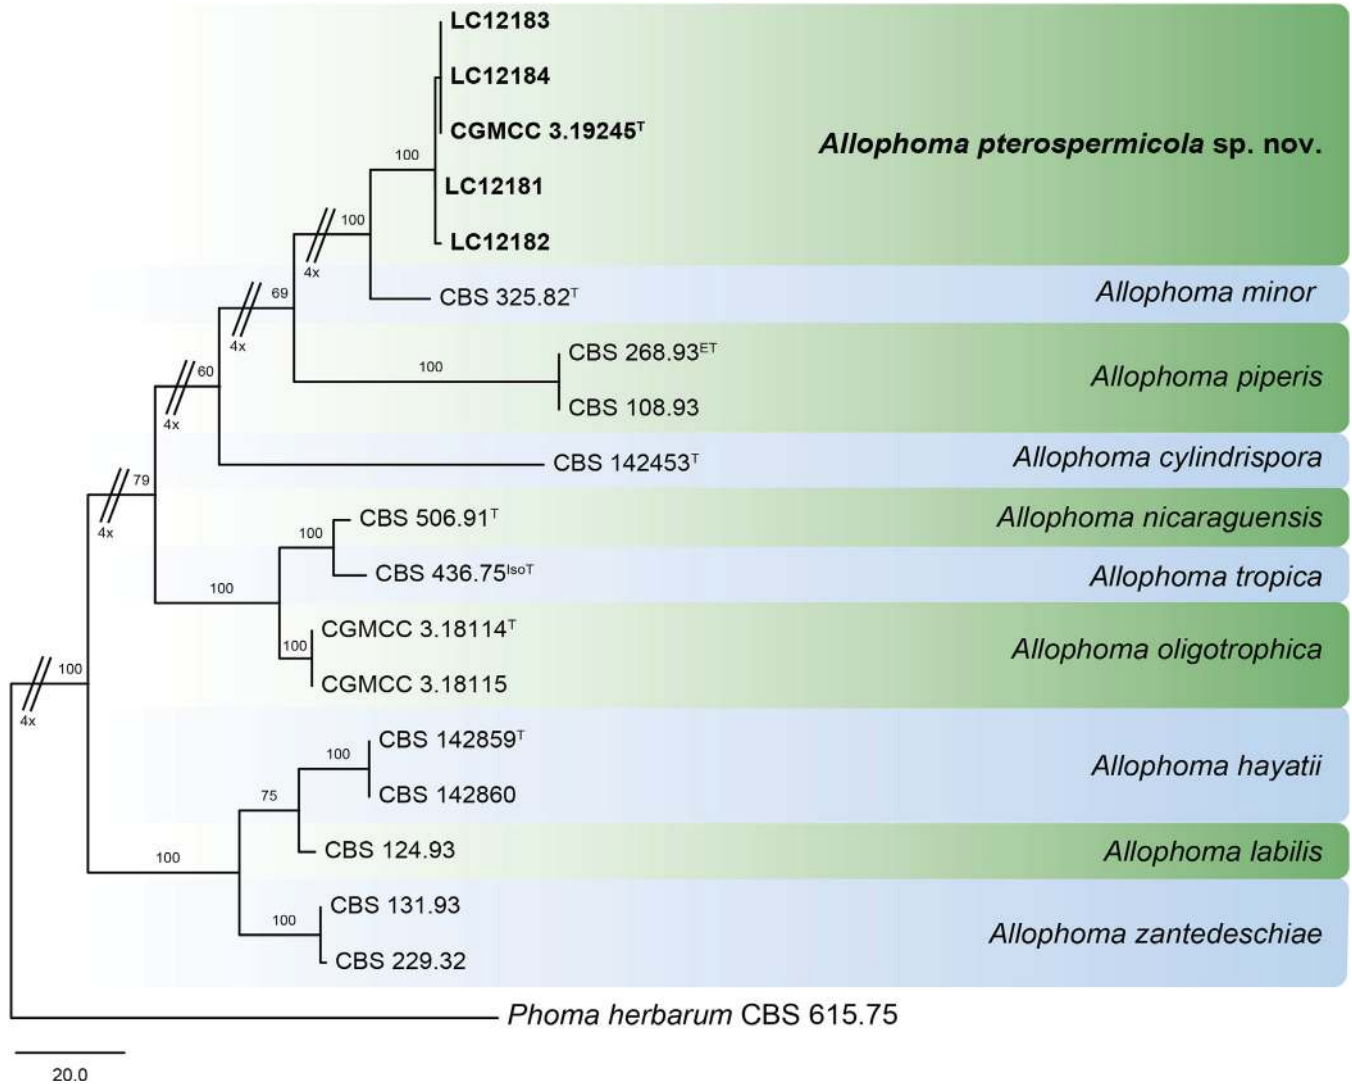 LC12183
LC12184
CGMCC 3.19245ᵀ
Allophoma pterospermicola sp. nov.
100
LC12181
100
LC12182
4x
69
CBS 325.82ᵀ
Allophoma minor
4x
CBS 268.93ᴱᵀ
60
100
Allophoma piperis
CBS 108.93
4x
79
CBS 142453ᵀ
Allophoma cylindrispora
4x
CBS 506.91ᵀ
Allophoma nicaraguensis
100
CBS 436.75ᴵˢᵒᵀ
Allophoma tropica
100
CGMCC 3.18114ᵀ
100
Allophoma oligotrophica
CGMCC 3.18115
100
4x
CBS 142859ᵀ
100
Allophoma hayatii
CBS 142860
75
CBS 124.93
Allophoma labilis
100
CBS 131.93
100
Allophoma zantedeschiae
CBS 229.32
Phoma herbarum CBS 615.75
20.0